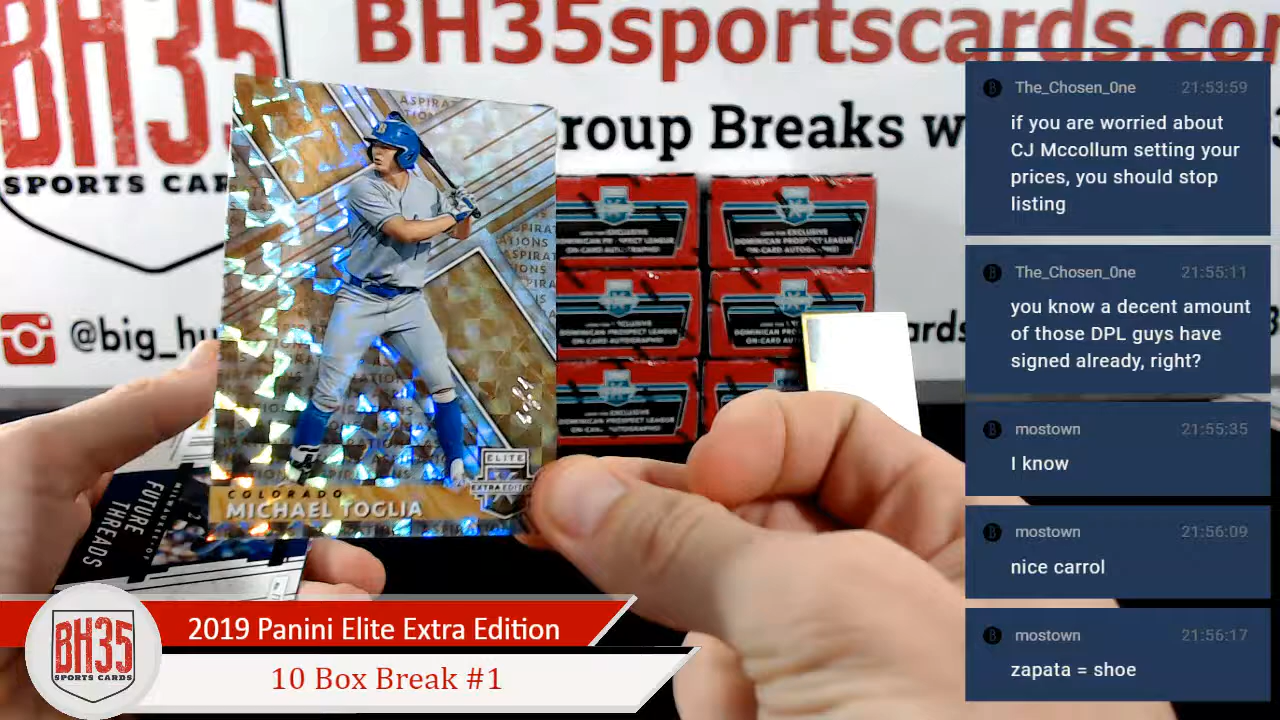 BH35
SPORTS CAR
BH35sportscards.co
roup Breaks w
@big_hu
ards
ASPIRA
TIONS
COLORADO
MICHAEL TOGLIA
ELITE
EXTRA EDITION
FUTURE
THREADS
EXCLUSIVE
DOMINICAN PROSPECT LEAGUE
ON-CARD AUTOGRAPHS!
The_Chosen_0ne 21:53:59
if you are worried about
CJ Mccollum setting your
prices, you should stop
listing
The_Chosen_0ne 21:55:11
you know a decent amount
of those DPL guys have
signed already, right?
mostown 21:55:35
I know
mostown 21:56:09
nice carrol
mostown 21:56:17
zapata = shoe
BH35
SPORTS CARDS
2019 Panini Elite Extra Edition
10 Box Break #1